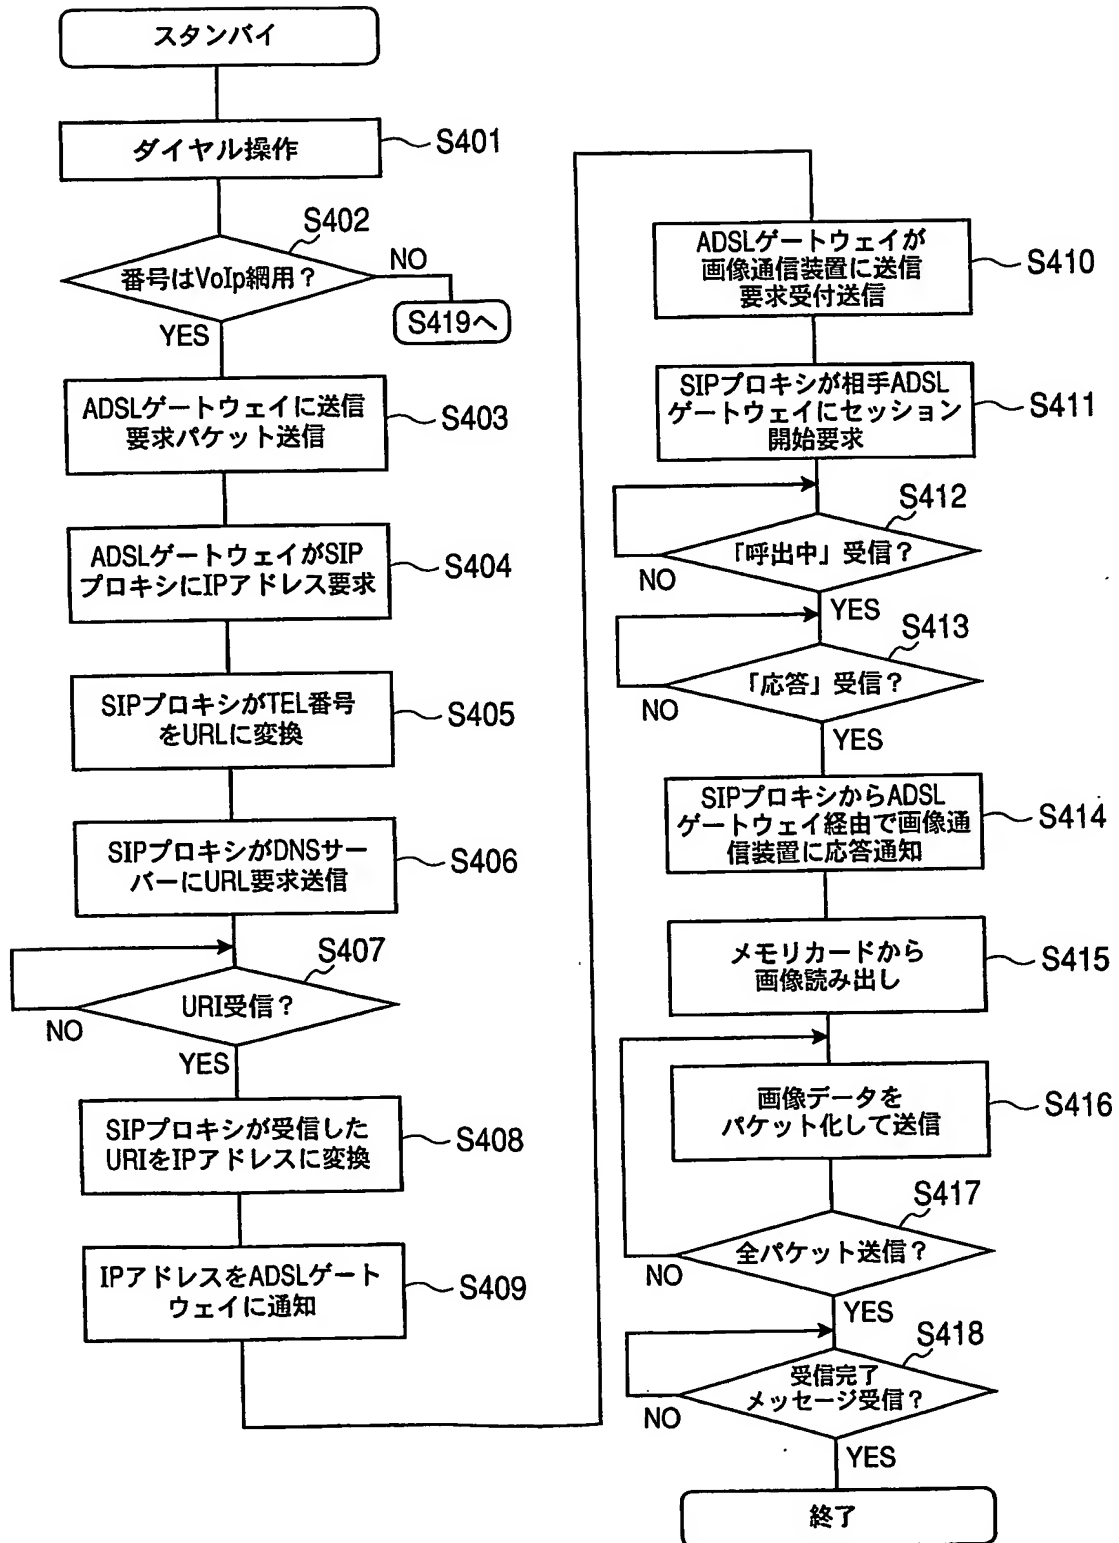 スタンバイ
ダイヤル操作
S401
S402
番号はVoIp網用？
NO
S419へ
YES
ADSLゲートウェイに送信
要求パケット送信
S403
ADSLゲートウェイがSIP
プロキシにIPアドレス要求
S404
SIPプロキシがTEL番号
をURLに変換
S405
SIPプロキシがDNSサー
バーにURL要求送信
S406
S407
URI受信？
NO
YES
SIPプロキシが受信した
URIをIPアドレスに変換
S408
IPアドレスをADSLゲート
ウェイに通知
S409
ADSLゲートウェイが
画像通信装置に送信
要求受付送信
S410
SIPプロキシが相手ADSL
ゲートウェイにセッション
開始要求
S411
S412
「呼出中」受信？
NO
YES
S413
「応答」受信？
NO
YES
SIPプロキシからADSL
ゲートウェイ経由で画像通
信装置に応答通知
S414
メモリカードから
画像読み出し
S415
画像データを
パケット化して送信
S416
S417
全パケット送信？
NO
YES
S418
受信完了
メッセージ受信？
NO
YES
終了